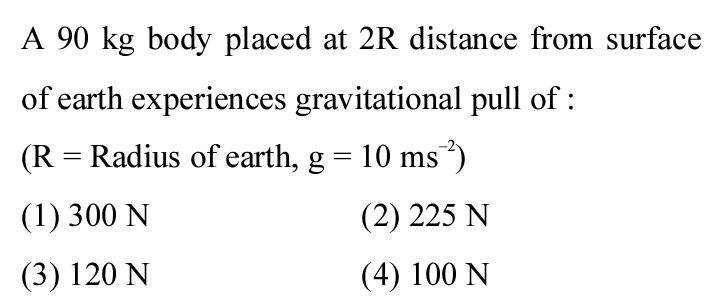 A 90 kg body placed at 2R distance from surface
of earth experiences gravitational pull of :
(R = Radius of earth, g = 10 ms⁻²)
(1) 300 N (2) 225 N
(3) 120 N (4) 100 N